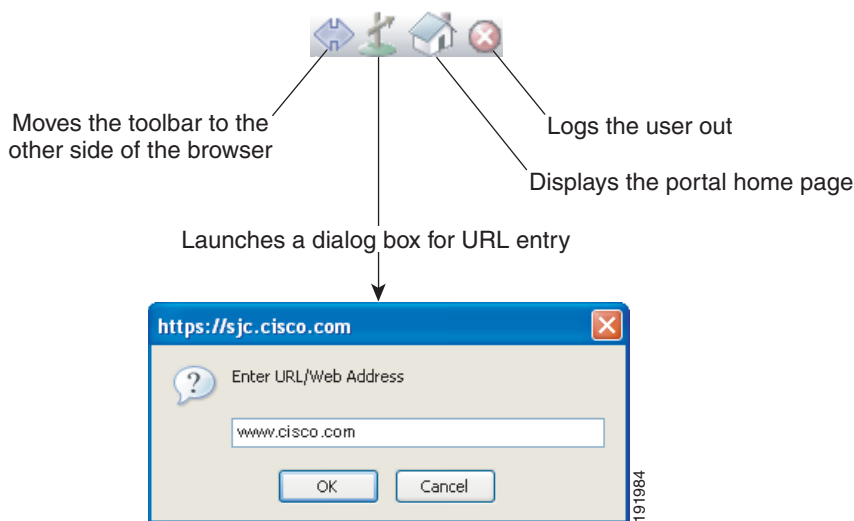 Moves the toolbar to the
other side of the browser
Logs the user out
Displays the portal home page
Launches a dialog box for URL entry
https://sjc.cisco.com
Enter URL/Web Address
www.cisco.com
OK
Cancel
191984